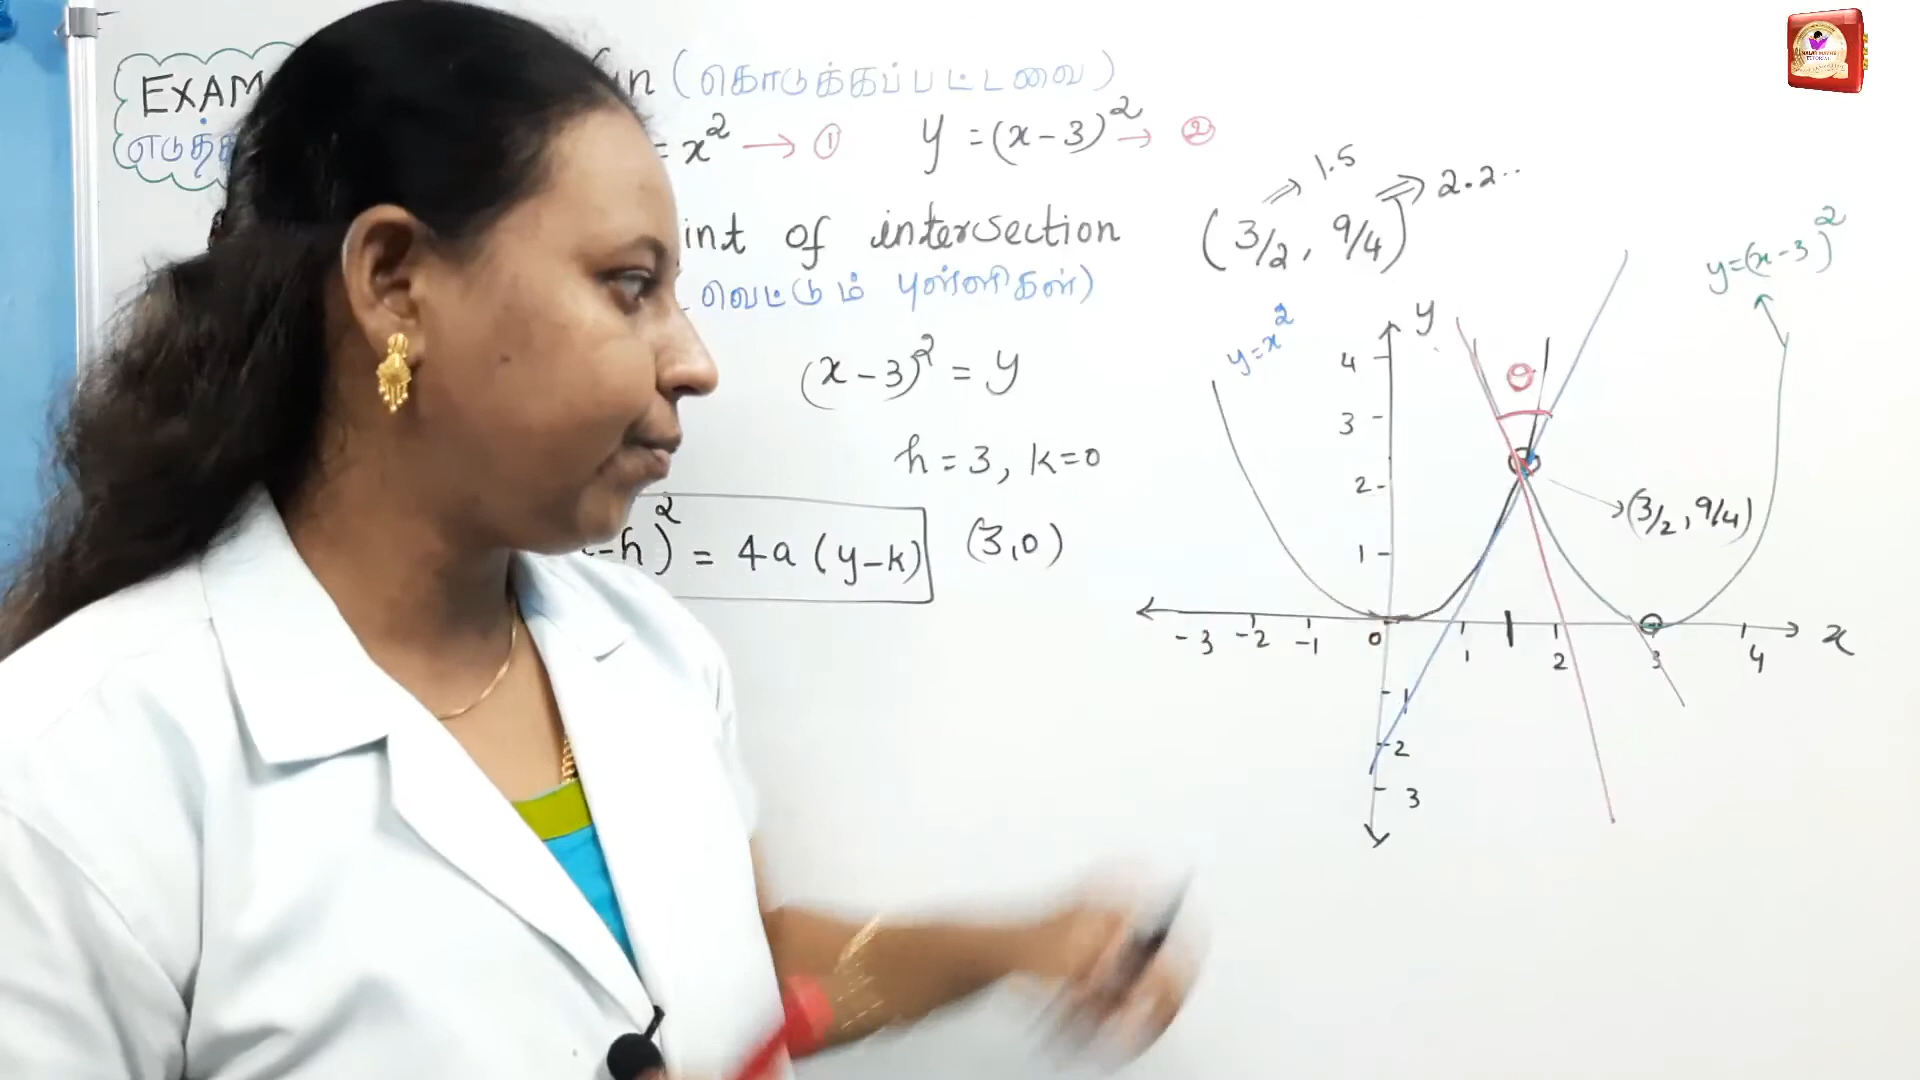 EXAM
எடுத்
n (கொடுக்கப்பட்டவை)
= x² → ① y = (x-3)² → ②
int of intersection
வெட்டும் புள்ளிகள்)
(x-3)² = y
h = 3, k=0
-h)² = 4a (y-k)
(3,0)
⇒ 1.5
⇒ 2.2..
(3/2, 9/4)
y=(x-3)²
y=x²
y
4
3
2
1
θ
(3/2, 9/4)
-3 -2 -1 0 1 2 3 4 x
-1
-2
-3